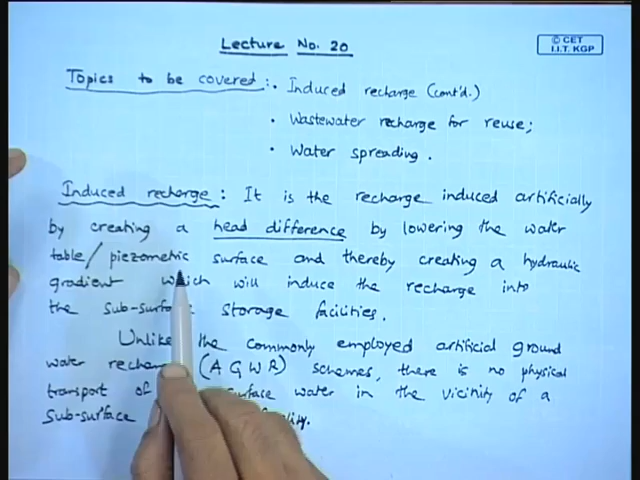 Lecture No. 20
© CET
I.I.T. KGP
Topics to be covered:
• Induced recharge (cont'd.)
• Wastewater recharge for reuse;
• Water spreading.
Induced recharge: It is the recharge induced artificially
by creating a head difference by lowering the water
table/piezometric surface and thereby creating a hydraulic
gradient which will induce the recharge into
the sub-surfa storage facilities.
Unlike the commonly employed artificial ground
water rechar (AGWR) schemes, there is no physical
transport of surface water in the vicinity of a
sub-surface